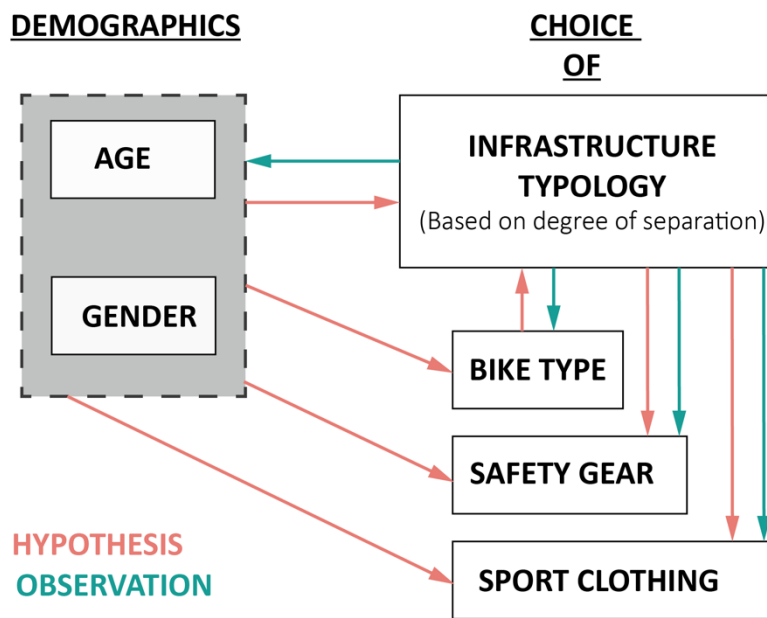 DEMOGRAPHICS
CHOICE
OF
AGE
GENDER
INFRASTRUCTURE
TYPOLOGY
(Based on degree of separation)
BIKE TYPE
SAFETY GEAR
SPORT CLOTHING
HYPOTHESIS
OBSERVATION